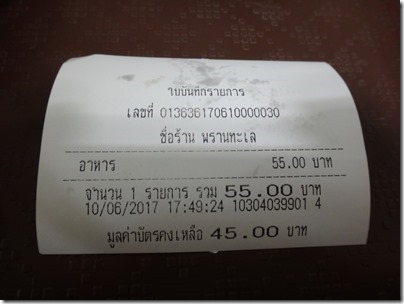 ใบบันทึกรายการ
เลขที่ 013636170610000030
ชื่อร้าน พรานทะเล
อาหาร 55.00 บาท
จำนวน 1 รายการ รวม 55.00 บาท
10/06/2017 17:49:24 10304039901 4
มูลค่าบัตรคงเหลือ 45.00 บาท